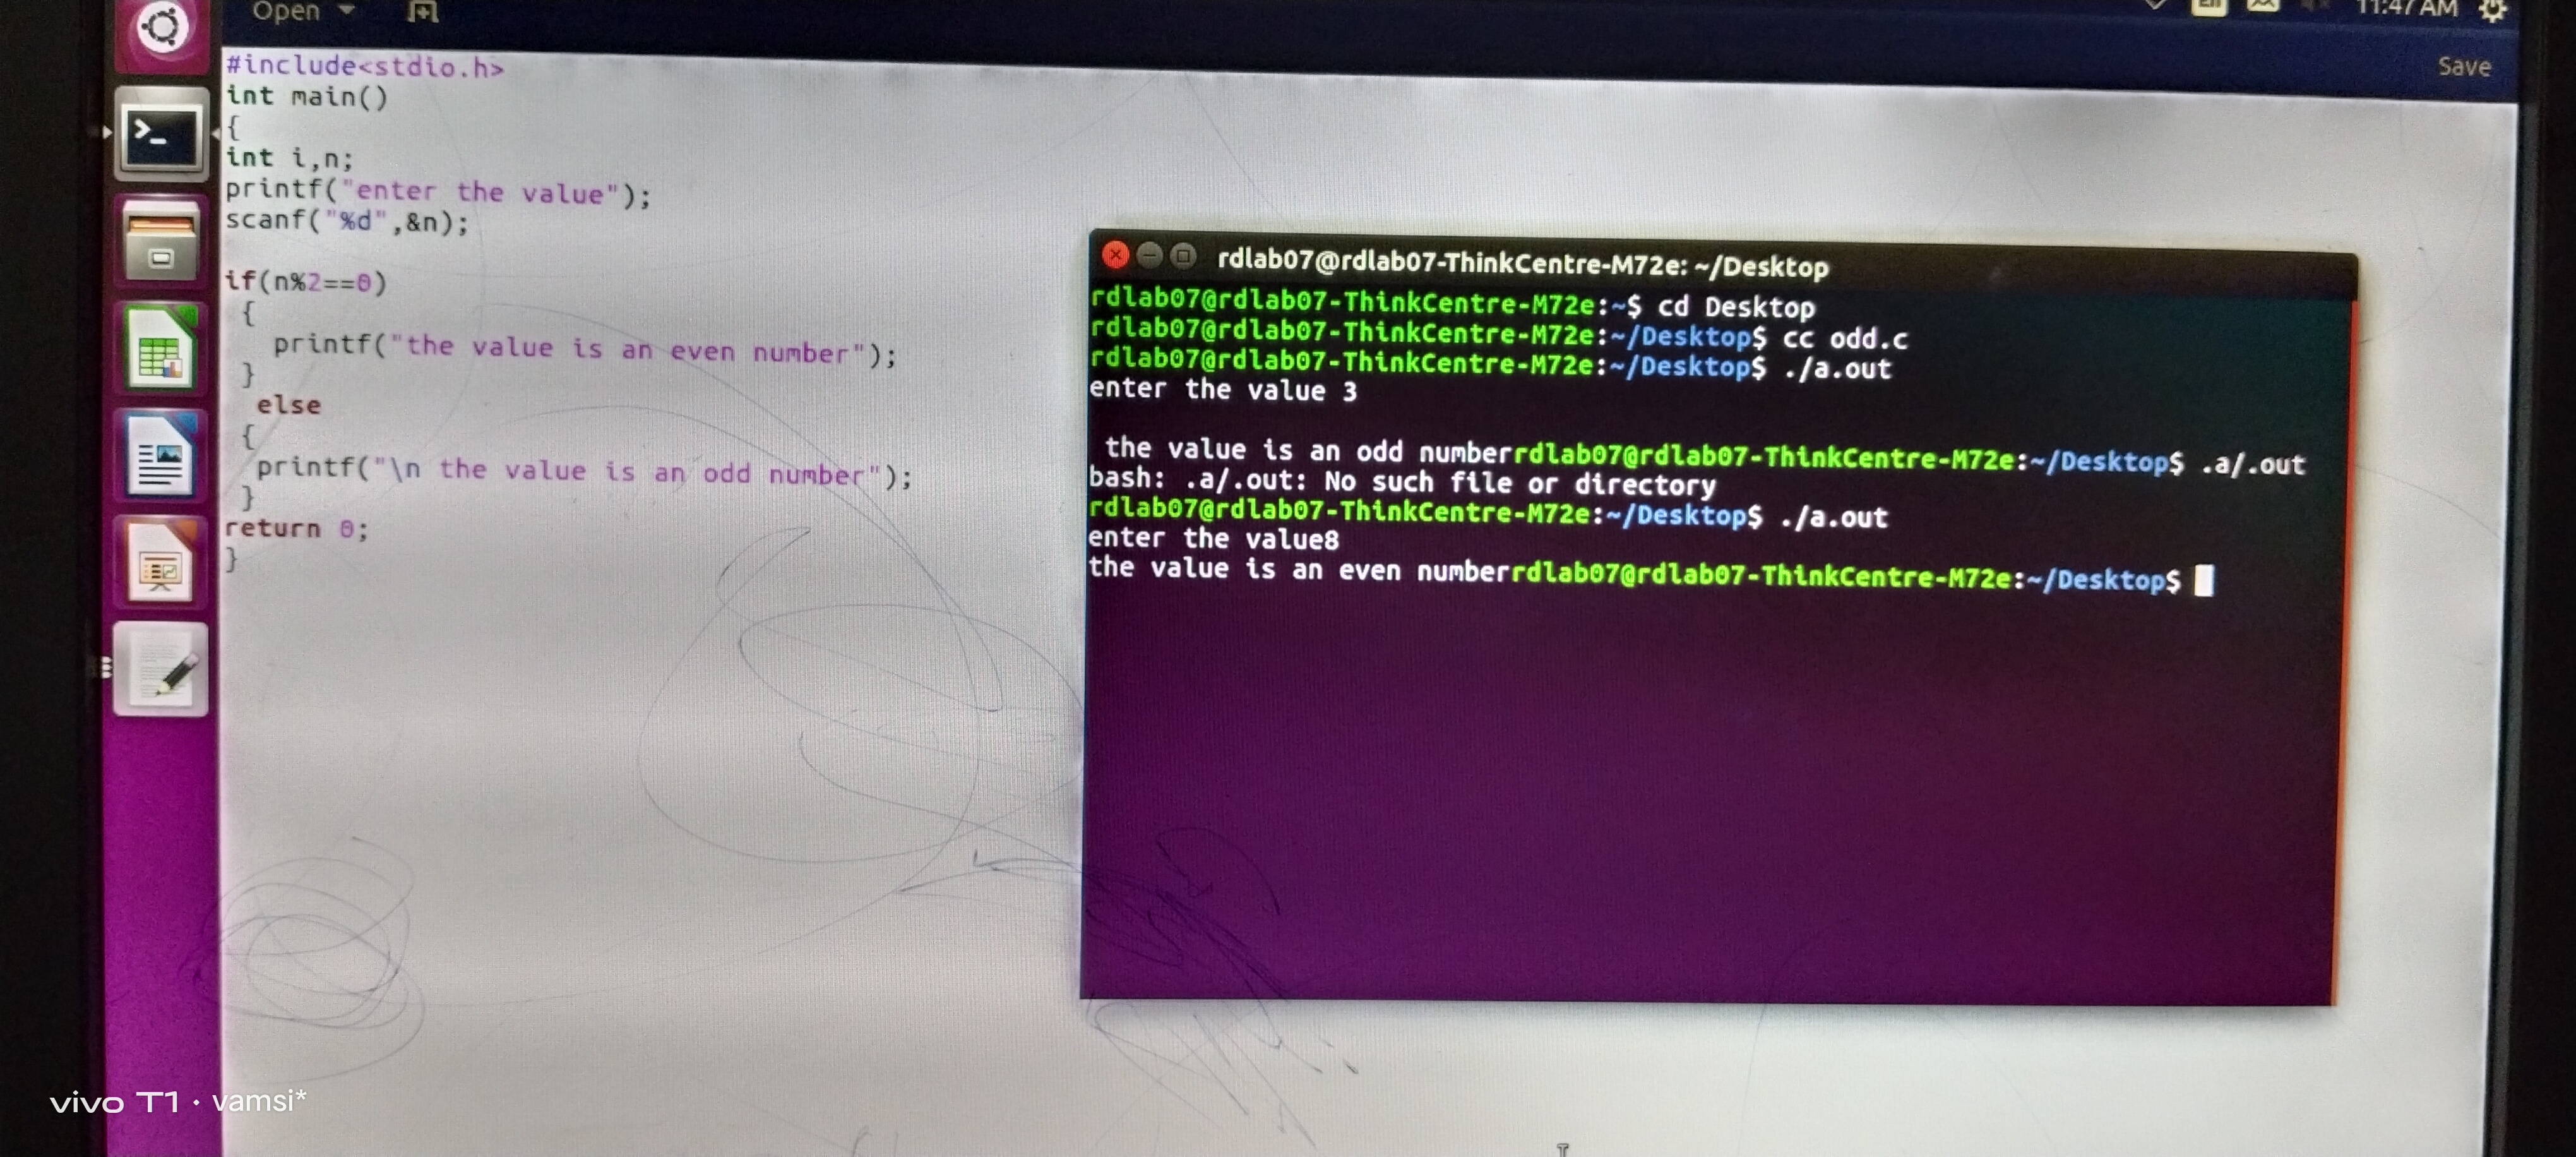 Open
11:47 AM
Save
#include<stdio.h>
int main()
{
int i,n;
printf("enter the value");
scanf("%d",&n);
if(n%2==0)
{
printf("the value is an even number");
}
else
{
printf("\n the value is an odd number");
}
return 0;
}
rdlab07@rdlab07-ThinkCentre-M72e: ~/Desktop
rdlab07@rdlab07-ThinkCentre-M72e:~$ cd Desktop
rdlab07@rdlab07-ThinkCentre-M72e:~/Desktop$ cc odd.c
rdlab07@rdlab07-ThinkCentre-M72e:~/Desktop$ ./a.out
enter the value 3
the value is an odd numberrdlab07@rdlab07-ThinkCentre-M72e:~/Desktop$ .a/.out
bash: .a/.out: No such file or directory
rdlab07@rdlab07-ThinkCentre-M72e:~/Desktop$ ./a.out
enter the value8
the value is an even numberrdlab07@rdlab07-ThinkCentre-M72e:~/Desktop$
vivo T1 · vamsi*